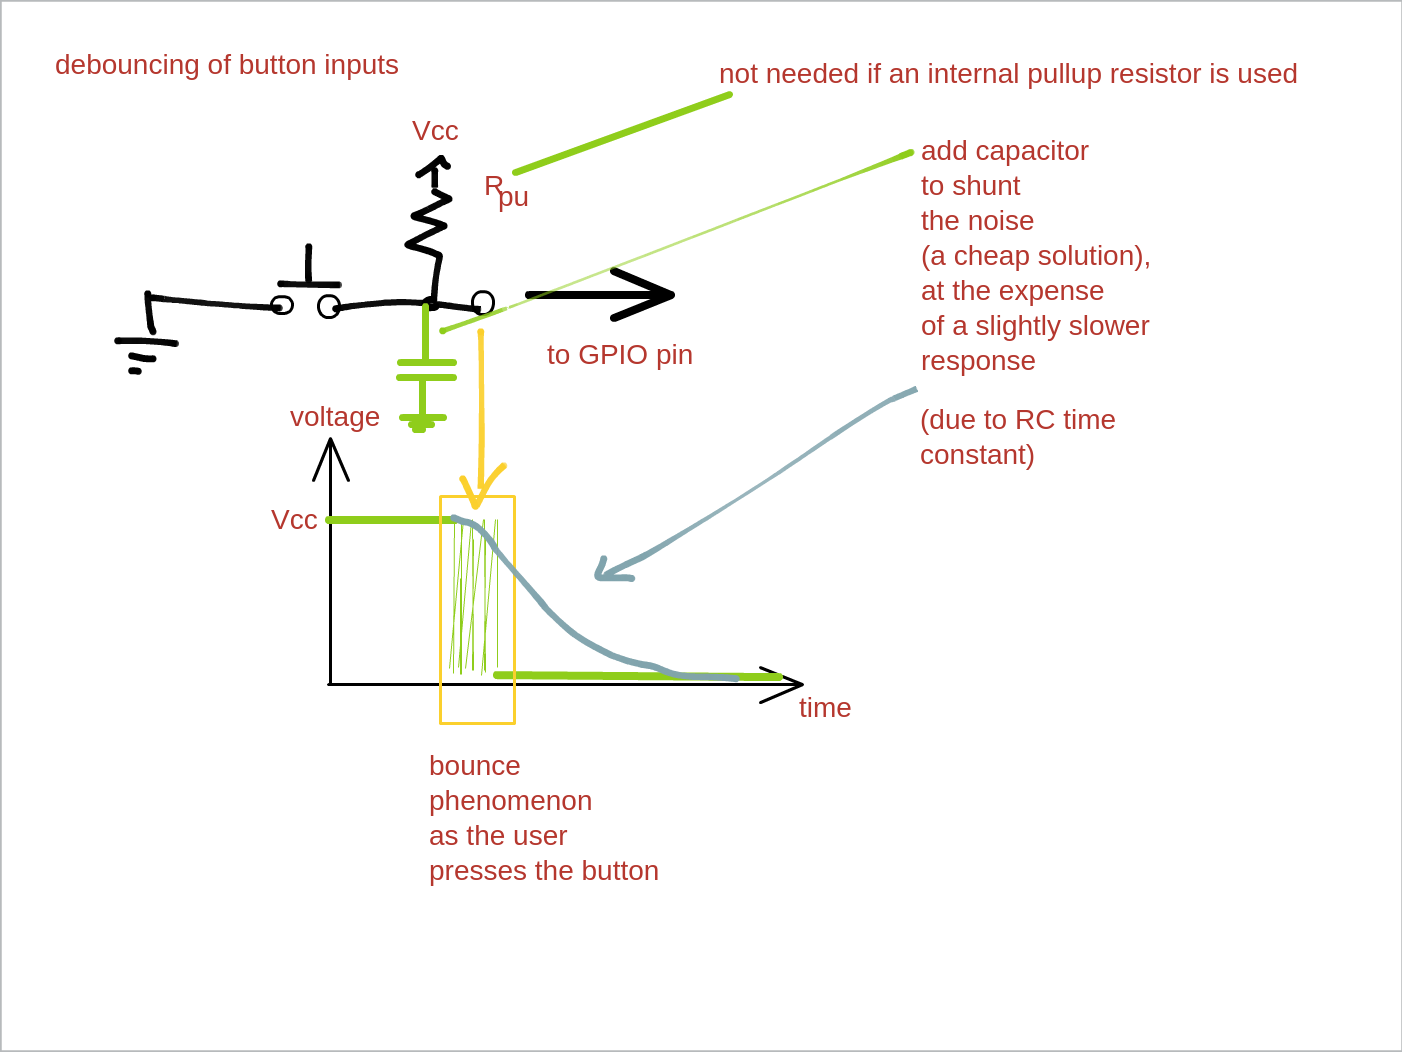 debouncing of button inputs
not needed if an internal pullup resistor is used
Vcc
Rpu
add capacitor
to shunt
the noise
(a cheap solution),
at the expense
of a slightly slower
response
(due to RC time
constant)
to GPIO pin
voltage
Vcc
time
bounce
phenomenon
as the user
presses the button